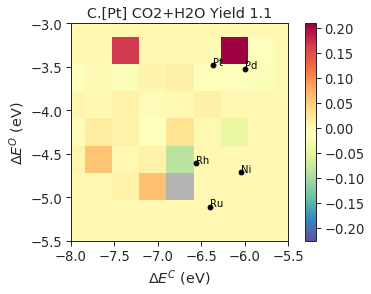 C.[Pt] CO2+H2O Yield 1.1
−3.0
−3.5
−4.0
−4.5
−5.0
−5.5
ΔE^O (eV)
Pt
Pd
Rh
Ni
Ru
−8.0 −7.5 −7.0 −6.5 −6.0 −5.5
ΔE^C (eV)
0.20
0.15
0.10
0.05
0.00
−0.05
−0.10
−0.15
−0.20